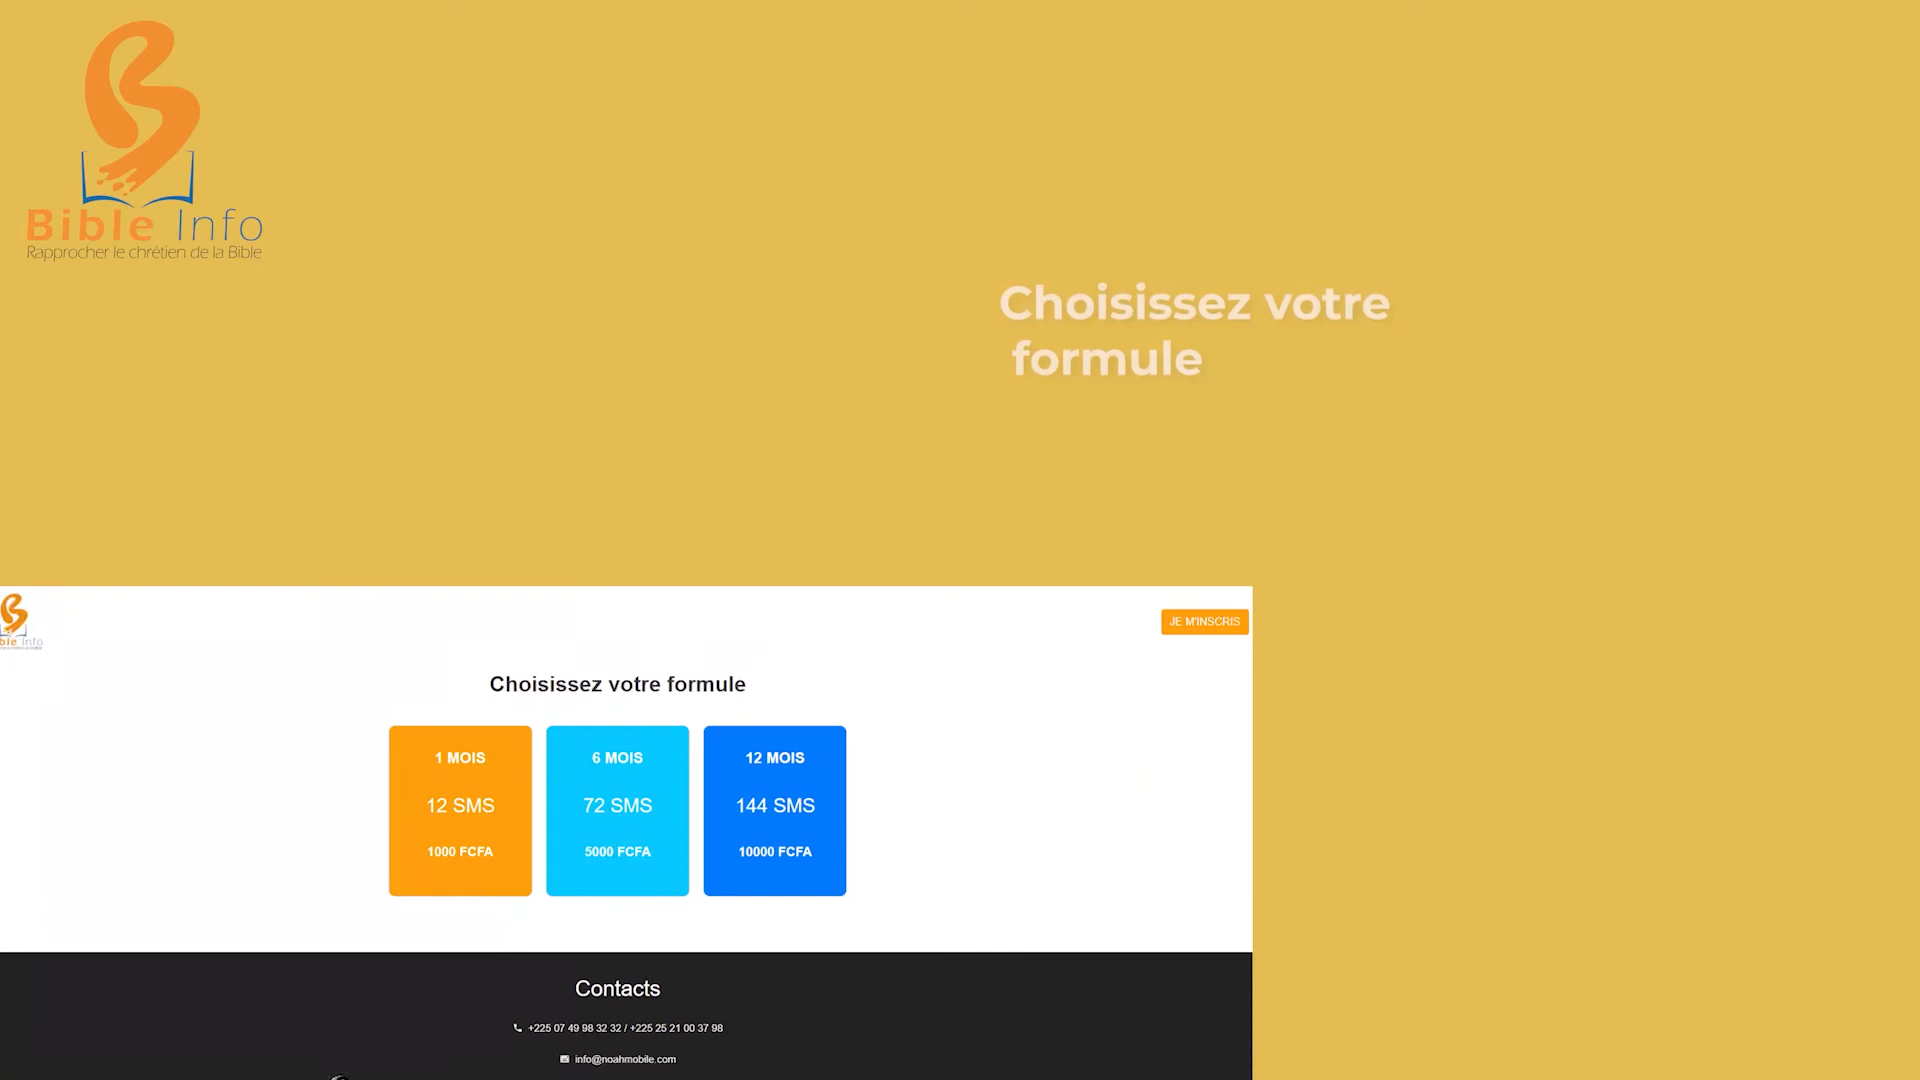 Bible Info
Rapprocher le chrétien de la Bible
Choisissez votre
formule
ble Info
JE M'INSCRIS
Choisissez votre formule
1 MOIS
12 SMS
1000 FCFA
6 MOIS
72 SMS
5000 FCFA
12 MOIS
144 SMS
10000 FCFA
Contacts
+225 07 49 98 32 32 / +225 25 21 00 37 98
info@noahmobile.com